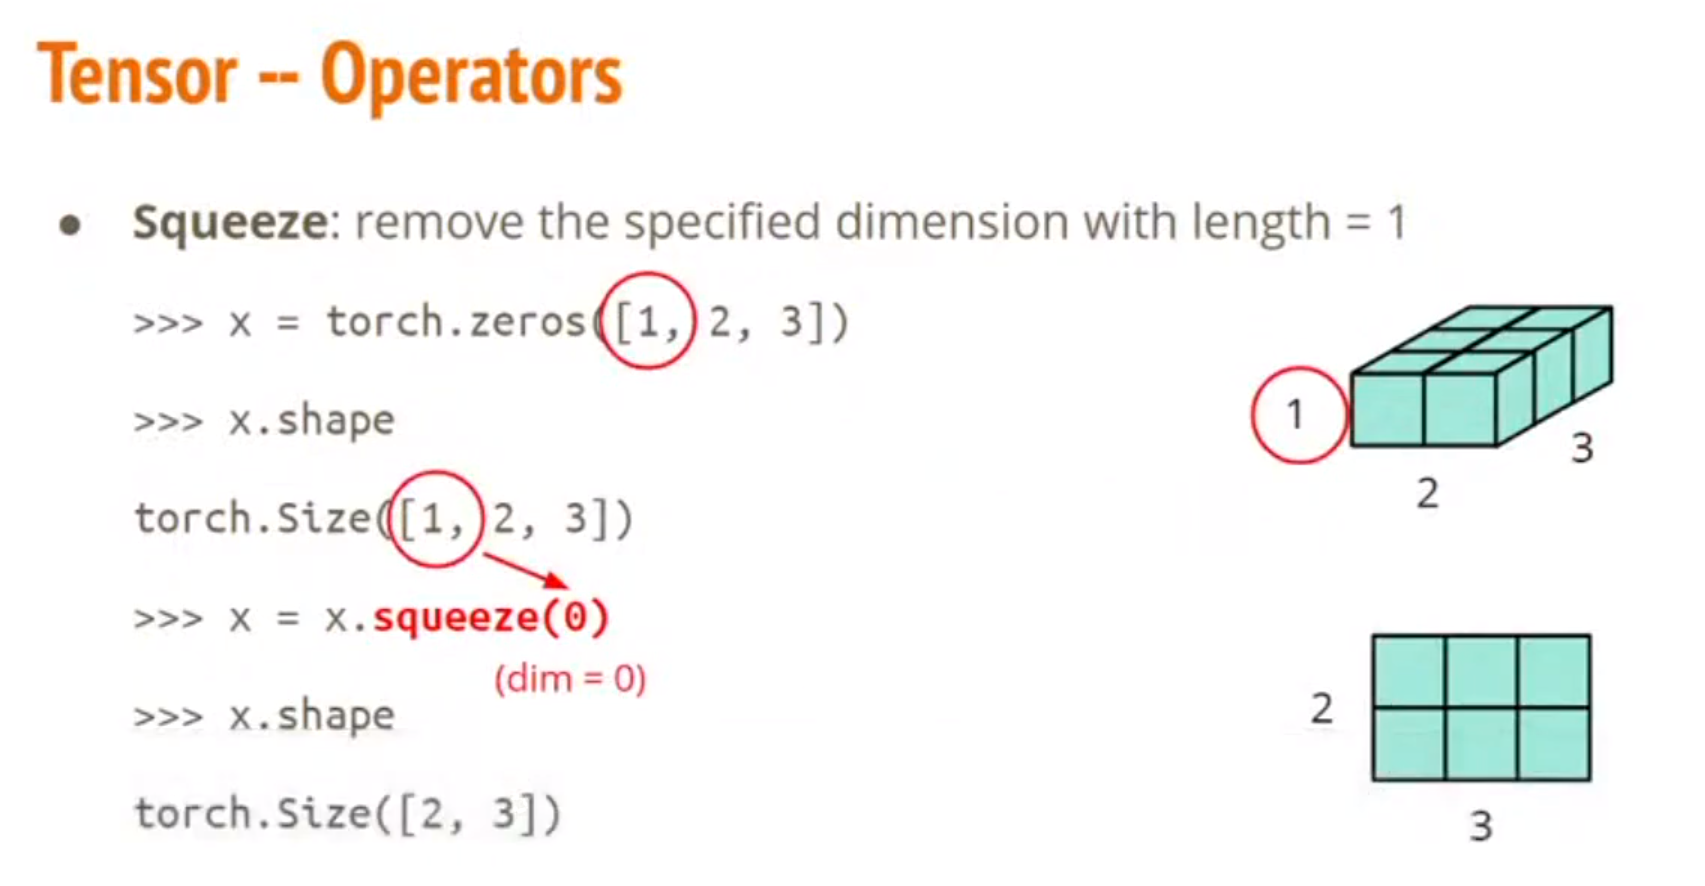 Tensor -- Operators
● Squeeze: remove the specified dimension with length = 1
>>> x = torch.zeros([1, 2, 3])
>>> x.shape
torch.Size([1, 2, 3])
>>> x = x.squeeze(0)
(dim = 0)
>>> x.shape
torch.Size([2, 3])
1
2
3
2
3